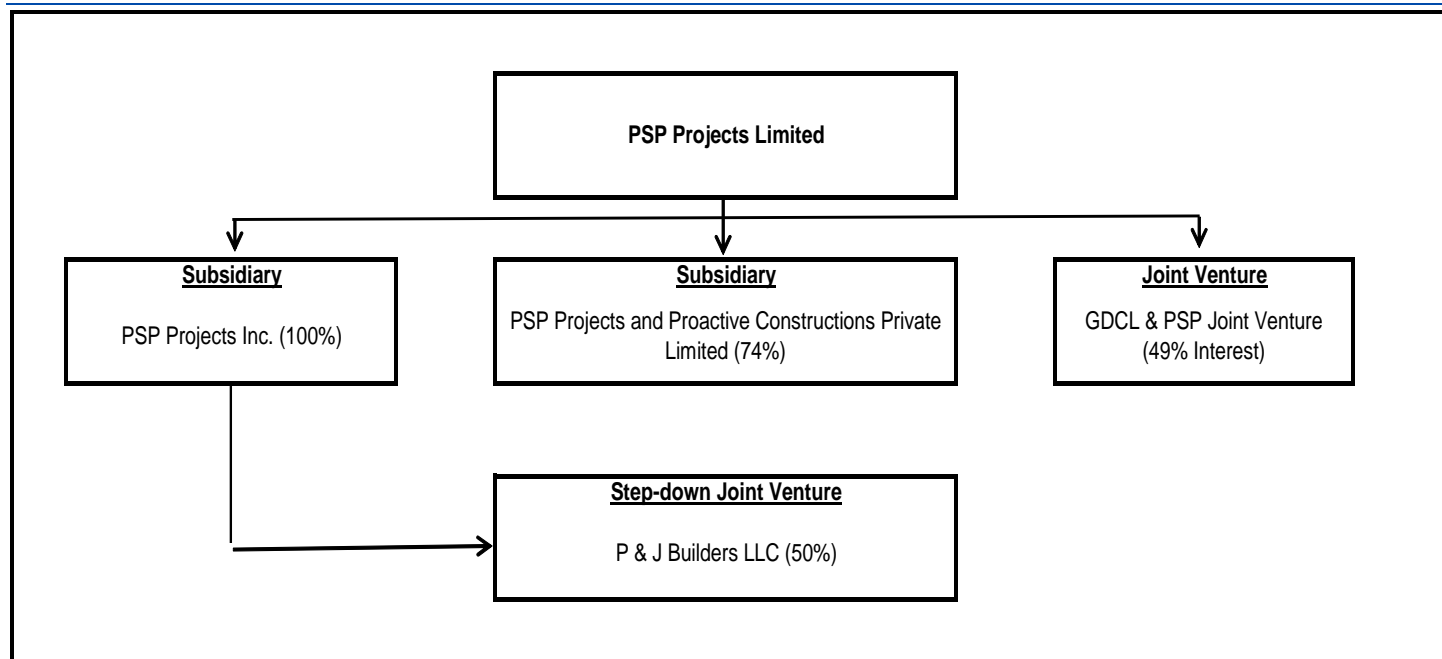 PSP Projects Limited
Subsidiary
PSP Projects Inc. (100%)
Subsidiary
PSP Projects and Proactive Constructions Private
Limited (74%)
Joint Venture
GDCL & PSP Joint Venture
(49% Interest)
Step-down Joint Venture
P & J Builders LLC (50%)